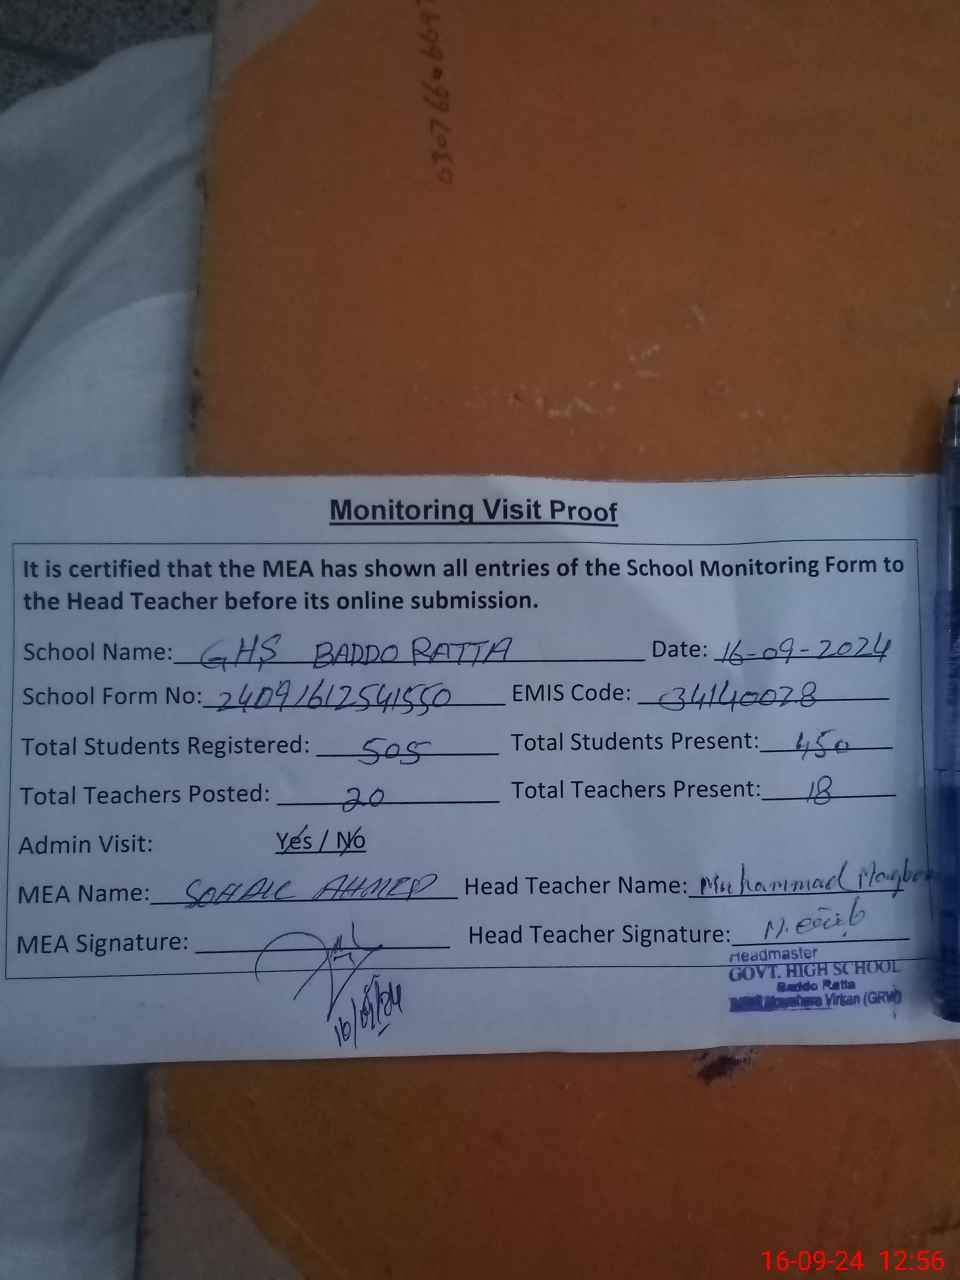 Monitoring Visit Proof
It is certified that the MEA has shown all entries of the School Monitoring Form to
the Head Teacher before its online submission.
School Name: GHS BADDO RATTA Date: 16-09-2024
School Form No: 24091612541550 EMIS Code: 34140028
Total Students Registered: 505 Total Students Present: 450
Total Teachers Posted: 20 Total Teachers Present: 18
Admin Visit: Yes / No
MEA Name: SOHAIL AHMED Head Teacher Name: Muhammad
MEA Signature: Head Teacher Signature:
16/09/24
Headmaster
GOVT. HIGH SCHOOL
Baddo Ratta
Virkan (GRW)
16-09-24 12:56